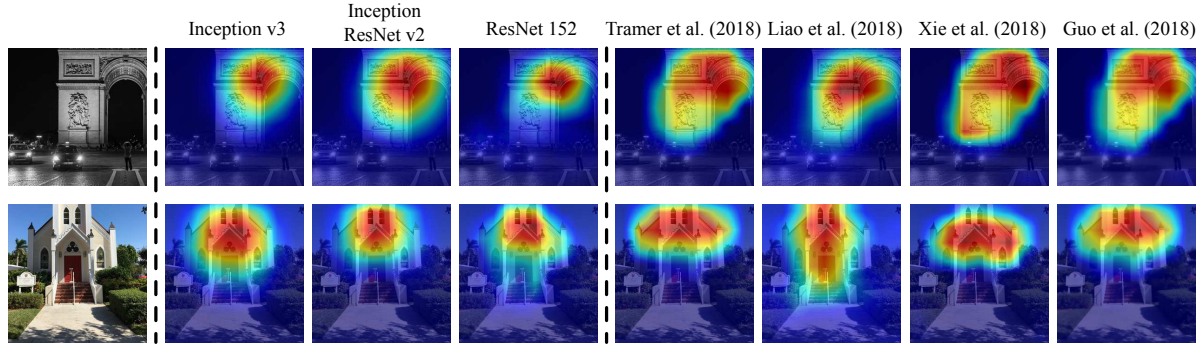 Inception v3
Inception
ResNet v2
ResNet 152
Tramer et al. (2018)
Liao et al. (2018)
Xie et al. (2018)
Guo et al. (2018)